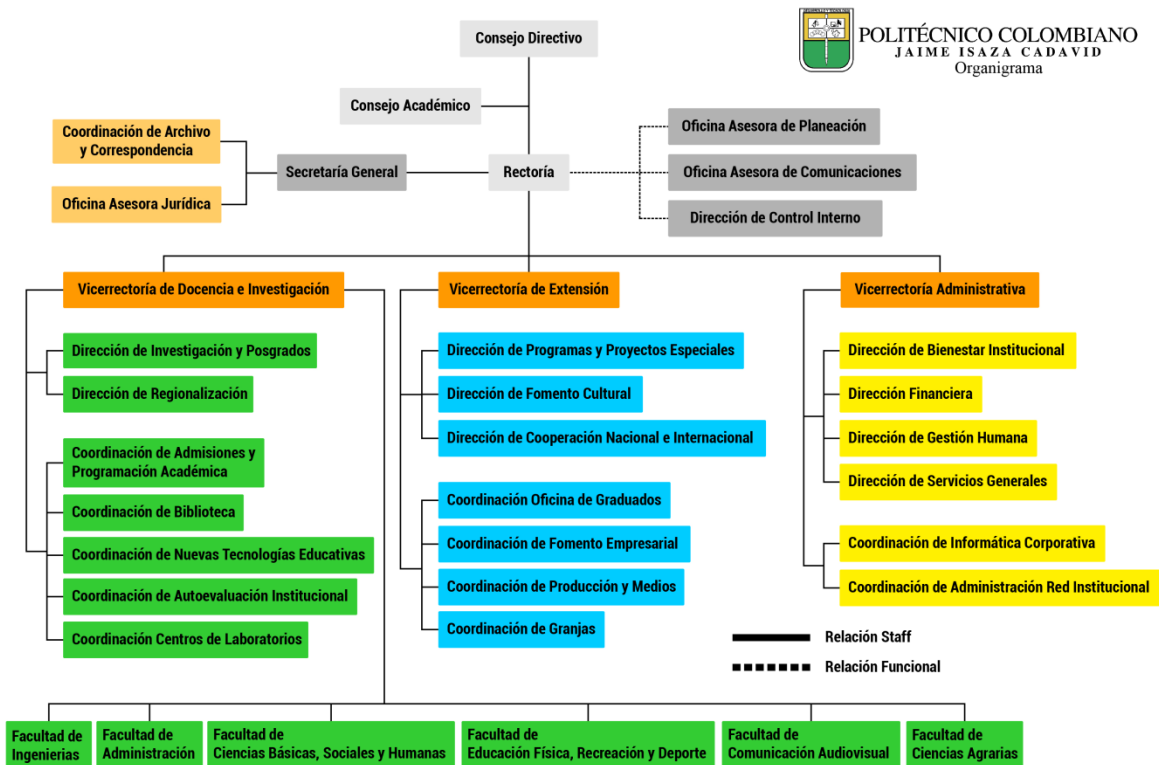 POLITÉCNICO COLOMBIANO
JAIME ISAZA CADAVID
Organigrama
Consejo Directivo
Consejo Académico
Coordinación de Archivo
y Correspondencia
Oficina Asesora Jurídica
Secretaría General
Rectoría
Oficina Asesora de Planeación
Oficina Asesora de Comunicaciones
Dirección de Control Interno
Vicerrectoría de Docencia e Investigación
Dirección de Investigación y Posgrados
Dirección de Regionalización
Coordinación de Admisiones y
Programación Académica
Coordinación de Biblioteca
Coordinación de Nuevas Tecnologías Educativas
Coordinación de Autoevaluación Institucional
Coordinación Centros de Laboratorios
Vicerrectoría de Extensión
Dirección de Programas y Proyectos Especiales
Dirección de Fomento Cultural
Dirección de Cooperación Nacional e Internacional
Coordinación Oficina de Graduados
Coordinación de Fomento Empresarial
Coordinación de Producción y Medios
Coordinación de Granjas
Vicerrectoría Administrativa
Dirección de Bienestar Institucional
Dirección Financiera
Dirección de Gestión Humana
Dirección de Servicios Generales
Coordinación de Informática Corporativa
Coordinación de Administración Red Institucional
Relación Staff
Relación Funcional
Facultad de
Ingenierias
Facultad de
Administración
Facultad de
Ciencias Básicas, Sociales y Humanas
Facultad de
Educación Física, Recreación y Deporte
Facultad de
Comunicación Audiovisual
Facultad de
Ciencias Agrarias